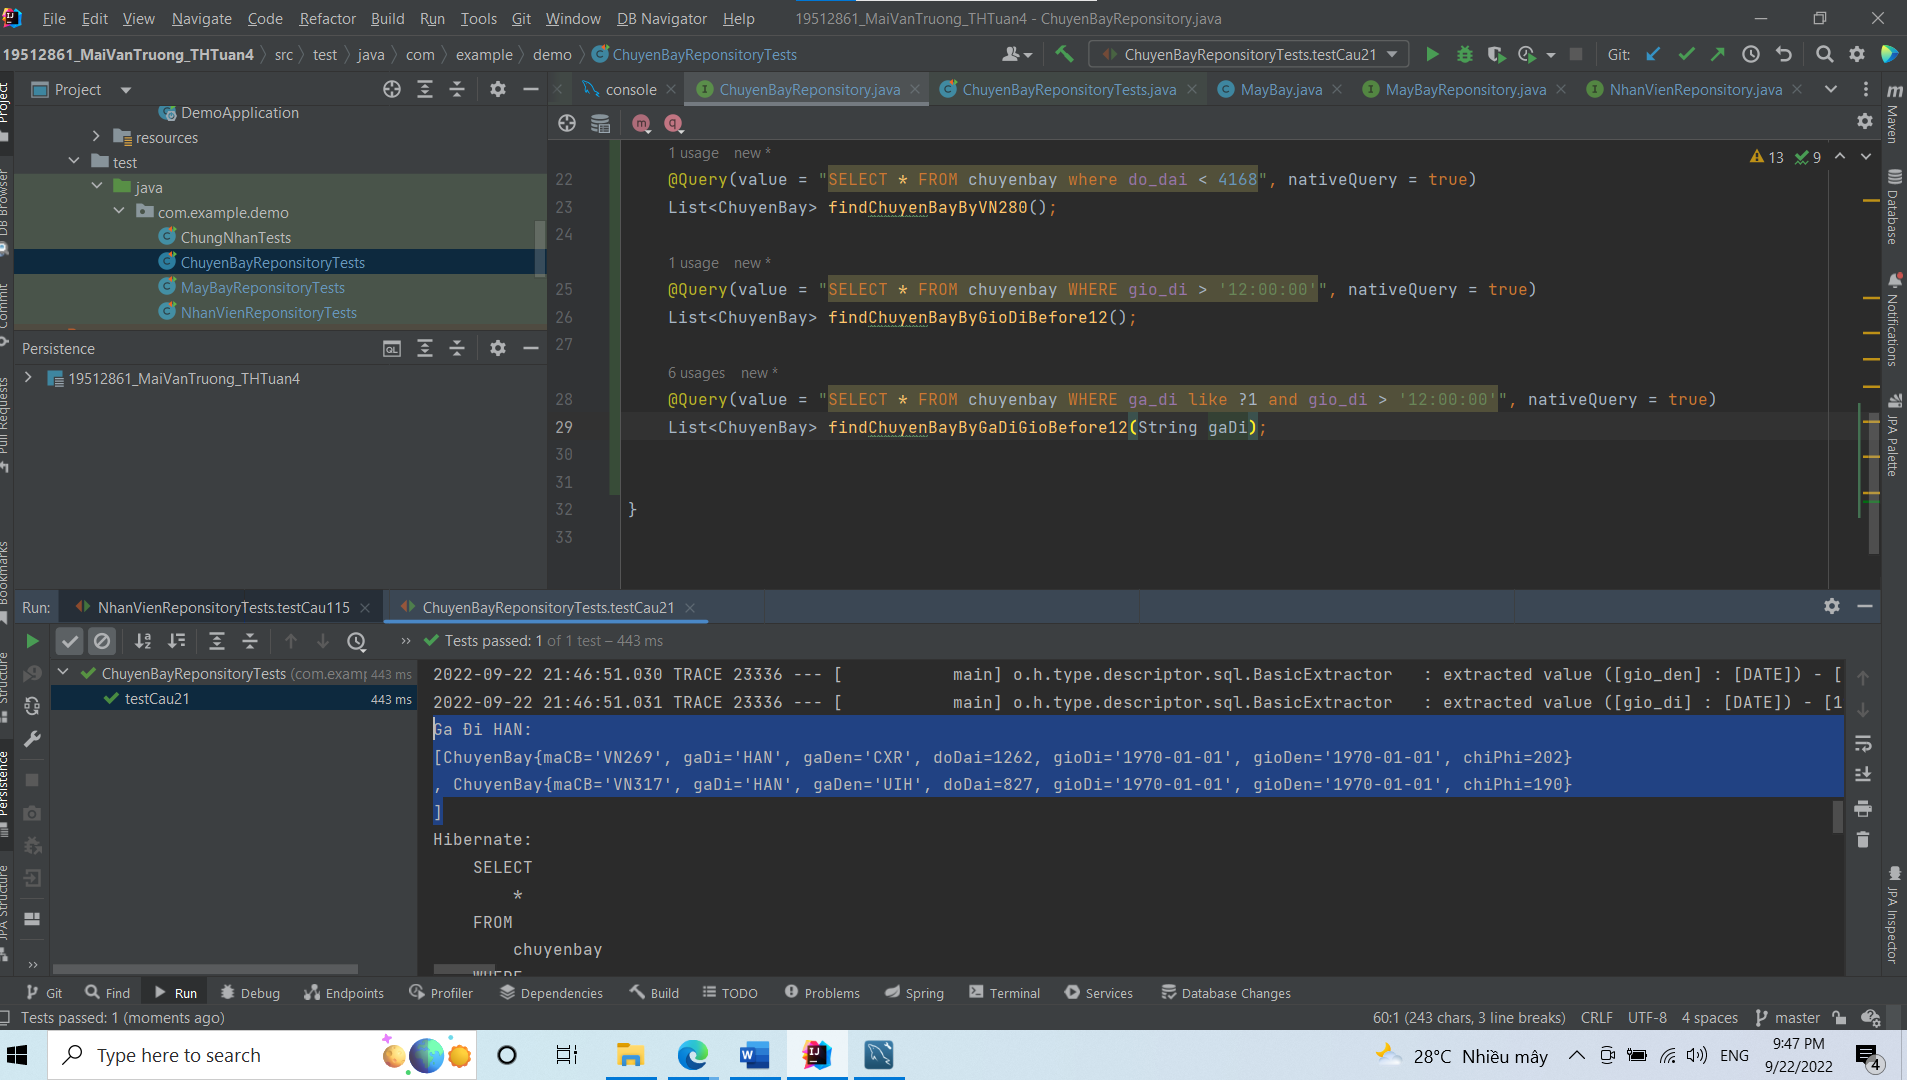 File Edit View Navigate Code Refactor Build Run Tools Git Window DB Navigator Help 19512861_MaiVanTruong_THTuan4 - ChuyenBayReponsitory.java
19512861_MaiVanTruong_THTuan4 src test java com example demo ChuyenBayReponsitoryTests ChuyenBayReponsitoryTests.testCau21 Git:
Project
console ChuyenBayReponsitory.java ChuyenBayReponsitoryTests.java MayBay.java MayBayReponsitory.java NhanVienReponsitory.java
DemoApplication
resources
test
java
com.example.demo
ChungNhanTests
ChuyenBayReponsitoryTests
MayBayReponsitoryTests
NhanVienReponsitoryTests
Persistence
19512861_MaiVanTruong_THTuan4
13 9
1 usage new *
22 @Query(value = "SELECT * FROM chuyenbay where do_dai < 4168", nativeQuery = true)
23 List<ChuyenBay> findChuyenBayByVN280();
24
1 usage new *
25 @Query(value = "SELECT * FROM chuyenbay WHERE gio_di > '12:00:00'", nativeQuery = true)
26 List<ChuyenBay> findChuyenBayByGioDiBefore12();
27
6 usages new *
28 @Query(value = "SELECT * FROM chuyenbay WHERE ga_di like ?1 and gio_di > '12:00:00'", nativeQuery = true)
29 List<ChuyenBay> findChuyenBayByGaDiGioBefore12(String gaDi);
30
31
32 }
33
Project
DB Browser
Commit
Pull Requests
Bookmarks
Structure
Persistence
JPA Structure
Maven
Database
Notifications
JPA Palette
JPA Inspector
Run: NhanVienReponsitoryTests.testCau115 ChuyenBayReponsitoryTests.testCau21
Tests passed: 1 of 1 test – 443 ms
ChuyenBayReponsitoryTests (com.examp 443 ms
testCau21 443 ms
2022-09-22 21:46:51.030 TRACE 23336 --- [ main] o.h.type.descriptor.sql.BasicExtractor : extracted value ([gio_den] : [DATE]) - [
2022-09-22 21:46:51.031 TRACE 23336 --- [ main] o.h.type.descriptor.sql.BasicExtractor : extracted value ([gio_di] : [DATE]) - [1
Ga Đi HAN:
[ChuyenBay{maCB='VN269', gaDi='HAN', gaDen='CXR', doDai=1262, gioDi='1970-01-01', gioDen='1970-01-01', chiPhi=202}
, ChuyenBay{maCB='VN317', gaDi='HAN', gaDen='UIH', doDai=827, gioDi='1970-01-01', gioDen='1970-01-01', chiPhi=190}
]
Hibernate:
SELECT
*
FROM
chuyenbay
WHERE
Git Find Run Debug Endpoints Profiler Dependencies Build TODO Problems Spring Terminal Services Database Changes
Tests passed: 1 (moments ago) 60:1 (243 chars, 3 line breaks) CRLF UTF-8 4 spaces master
Type here to search 28°C Nhiều mây ENG 9:47 PM
9/22/2022 4